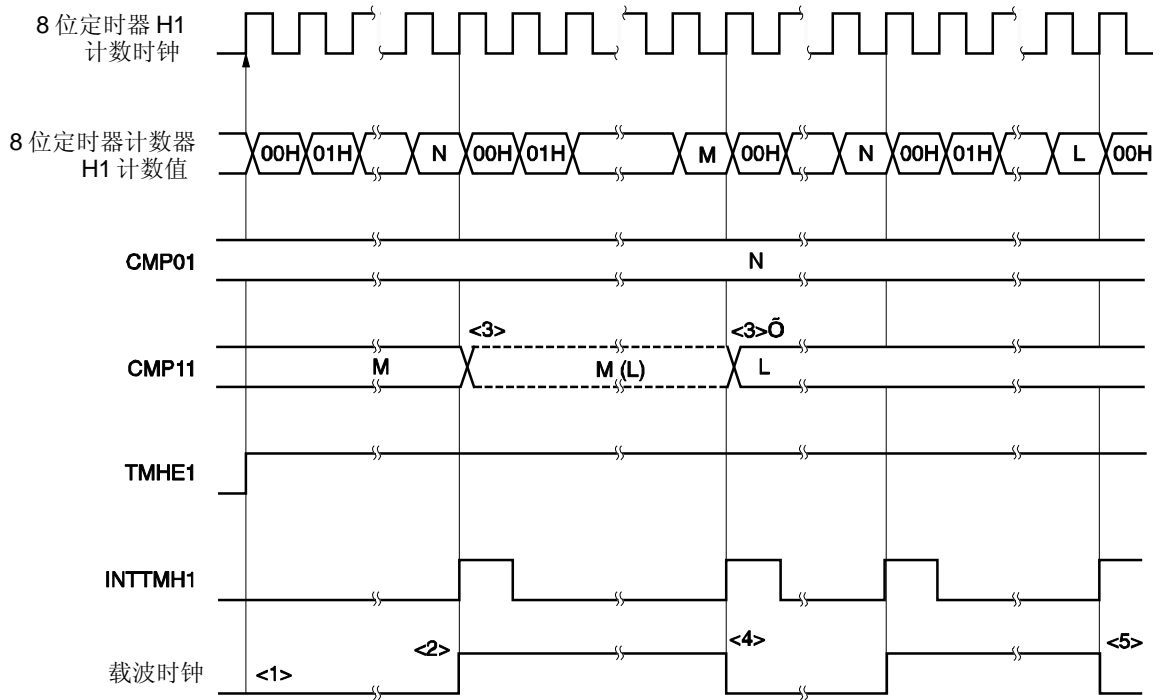 8 位定时器 H1
计数时钟
8 位定时器计数器
H1 计数值
00H 01H N 00H 01H M 00H N 00H 01H L 00H
CMP01
N
<3> <3>Õ
CMP11
M M (L) L
TMHE1
INTTMH1
<2> <4> <5>
载波时钟 <1>